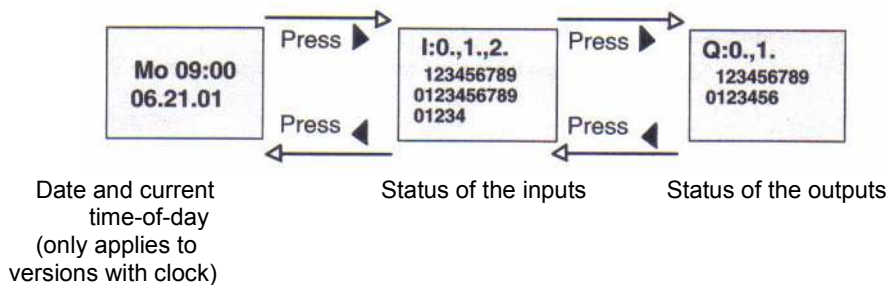 Mo 09:00
06.21.01
Press
Press
I:0.,1.,2.
123456789
0123456789
01234
Press
Press
Q:0.,1.
123456789
0123456
Date and current
time-of-day
(only applies to
versions with clock)
Status of the inputs
Status of the outputs